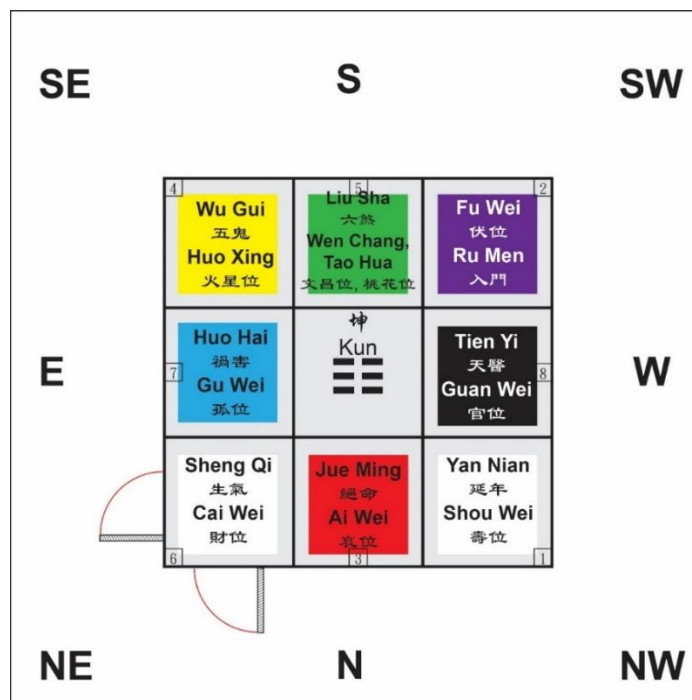 SE
S
SW
4
Wu Gui
五鬼
Huo Xing
火星位
5
Liu Sha
六煞
Wen Chang,
Tao Hua
文昌位, 桃花位
2
Fu Wei
伏位
Ru Men
入門
E
7
Huo Hai
禍害
Gu Wei
孤位
坤
Kun
Tien Yi
天醫
Guan Wei
官位
8
W
Sheng Qi
生氣
Cai Wei
財位
6
Jue Ming
絕命
Ai Wei
哀位
3
Yan Nian
延年
Shou Wei
壽位
1
NE
N
NW